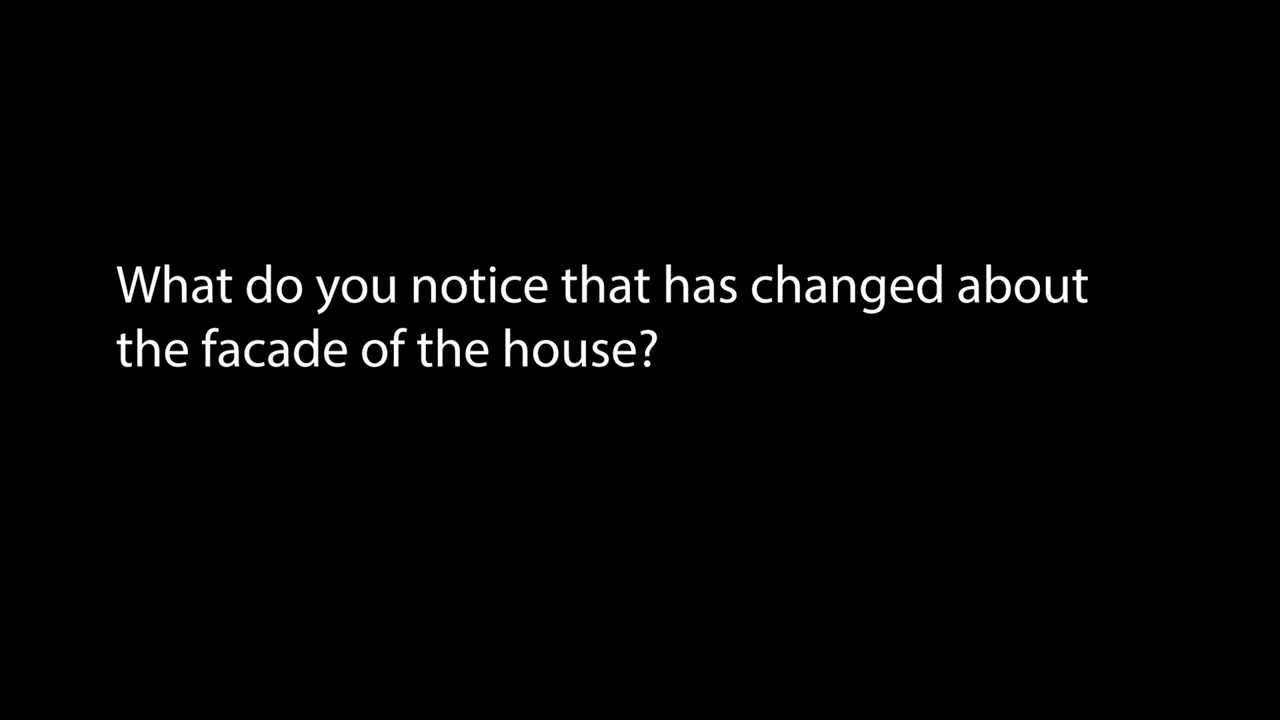 What do you notice that has changed about
the facade of the house?